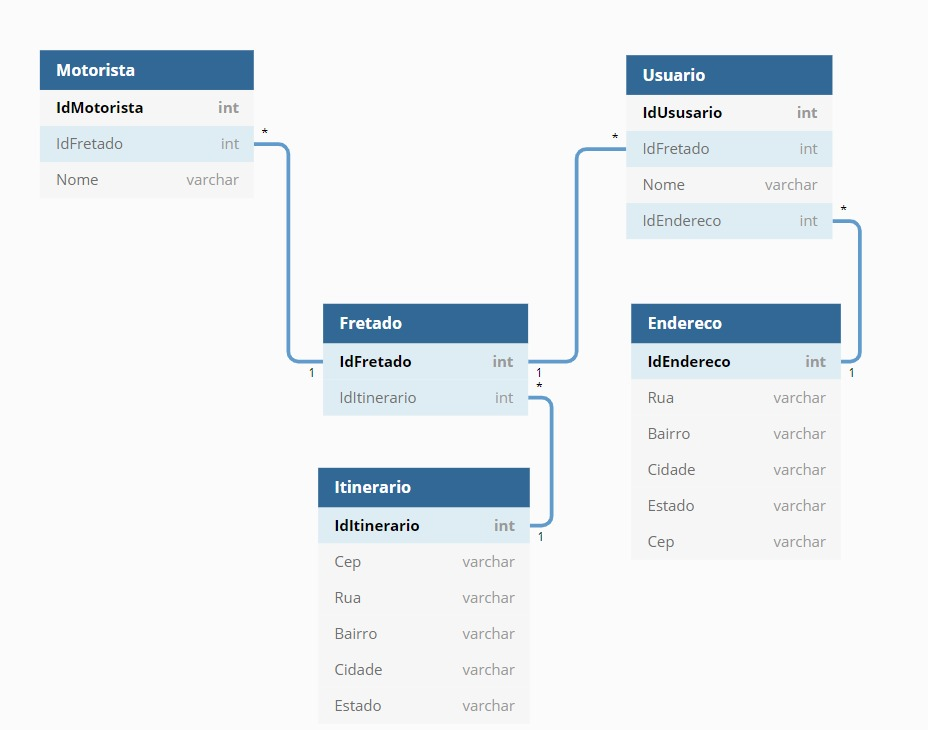 Motorista
IdMotorista int
IdFretado int
Nome varchar
*
1
Usuario
IdUsusario int
IdFretado int
Nome varchar
IdEndereco int
*
*
1
Fretado
IdFretado int
IdItinerario int
1
*
Endereco
IdEndereco int
Rua varchar
Bairro varchar
Cidade varchar
Estado varchar
Cep varchar
1
Itinerario
IdItinerario int
Cep varchar
Rua varchar
Bairro varchar
Cidade varchar
Estado varchar